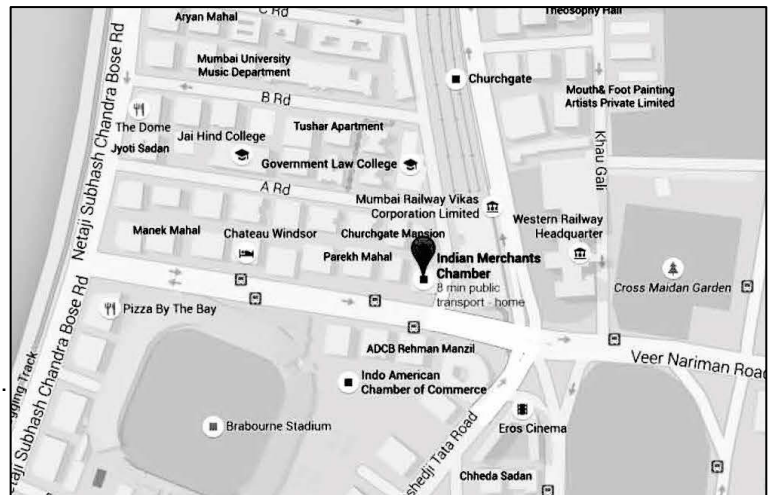 C Rd
Theosophy Hall
Aryan Mahal
Mumbai University
Music Department
Churchgate
Mouth& Foot Painting
Artists Private Limited
B Rd
The Dome
Jai Hind College
Tushar Apartment
Jyoti Sadan
Government Law College
Khau Gali
Netaji Subhash Chandra Bose Rd
A Rd
Mumbai Railway Vikas
Corporation Limited
Western Railway
Headquarter
Manek Mahal
Chateau Windsor
Churchgate Mansion
Parekh Mahal
Indian Merchants
Chamber
8 min public
transport - home
Cross Maidan Garden
Pizza By The Bay
ADCB Rehman Manzil
Veer Nariman Road
Indo American
Chamber of Commerce
Brabourne Stadium
Eros Cinema
Chheda Sadan
shedji Tata Road
gging Track
etaji Subhash Chandra Bose Rd